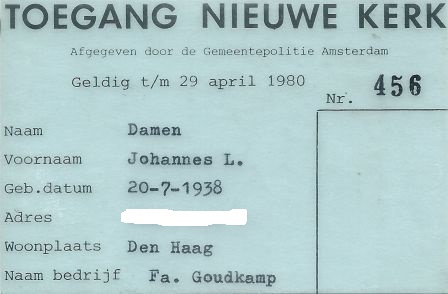 TOEGANG NIEUWE KERK
Afgegeven door de Gemeentepolitie Amsterdam
Geldig t/m 29 april 1980
Nr. 456
Naam Damen
Voornaam Johannes L.
Geb.datum 20-7-1938
Adres
Woonplaats Den Haag
Naam bedrijf Fa. Goudkamp